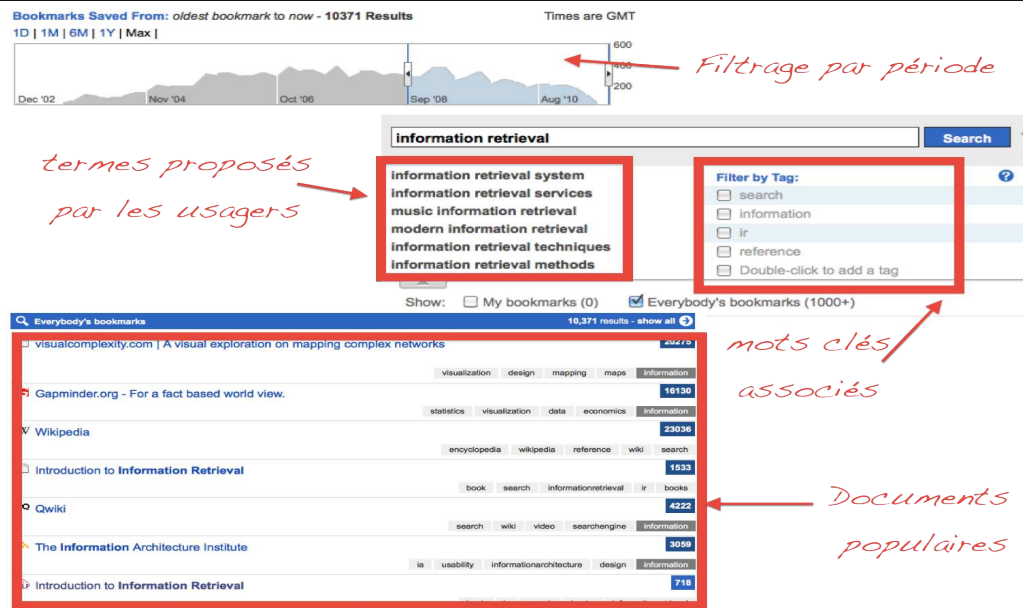 Bookmarks Saved From: oldest bookmark to now - 10371 Results
Times are GMT
1D | 1M | 6M | 1Y | Max |
600
400
200
Dec '02
Nov '04
Oct '06
Sep '08
Aug '10
Filtrage par période
information retrieval
Search
termes proposés
par les usagers
information retrieval system
information retrieval services
music information retrieval
modern information retrieval
information retrieval techniques
information retrieval methods
Filter by Tag:
search
information
ir
reference
Double-click to add a tag
Show: My bookmarks (0) Everybody's bookmarks (1000+)
mots clés
associés
Everybody's bookmarks
10,371 results - show all
visualcomplexity.com | A visual exploration on mapping complex networks
20275
visualization design mapping maps information
Gapminder.org - For a fact based world view.
16130
statistics visualization data economics information
Wikipedia
23036
encyclopedia wikipedia reference wiki search
Introduction to Information Retrieval
1533
book search informationretrieval ir books
Qwiki
4222
search wiki video searchengine information
The Information Architecture Institute
3059
ia usability informationarchitecture design information
Introduction to Information Retrieval
718
Documents
populaires